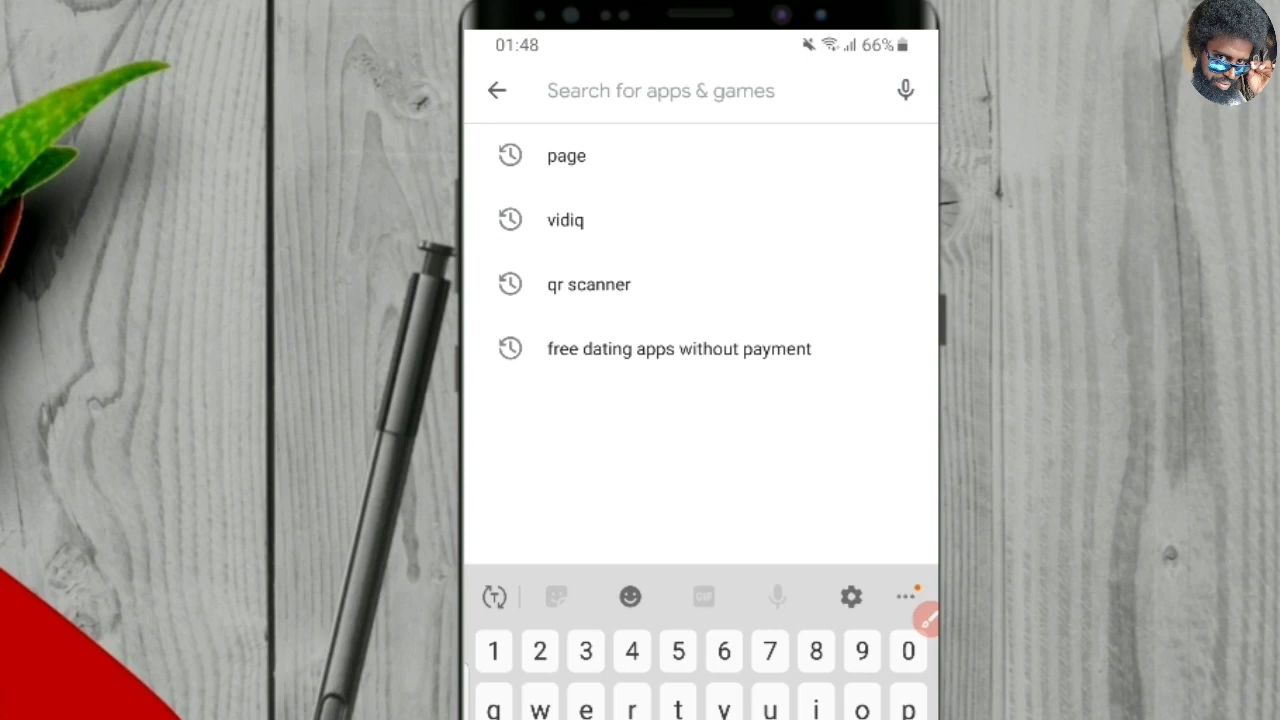 01:48
66%
Search for apps & games
page
vidiq
qr scanner
free dating apps without payment
T
GIF
1 2 3 4 5 6 7 8 9 0
q w e r t y u i o p